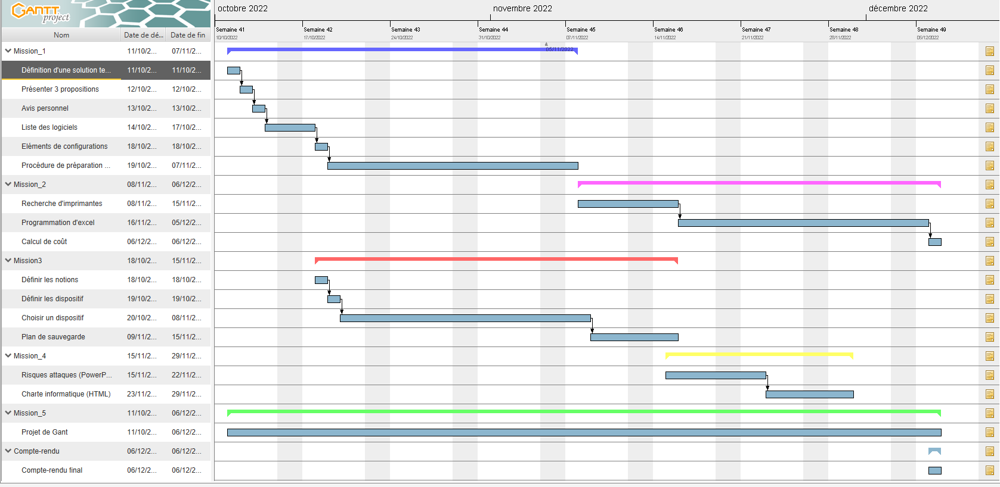 GANTT
project
octobre 2022 novembre 2022 décembre 2022
Semaine 41 Semaine 42 Semaine 43 Semaine 44 Semaine 45 Semaine 46 Semaine 47 Semaine 48 Semaine 49
Nom Date de dé... Date de fin
10/10/2022 17/10/2022 24/10/2022 31/10/2022 07/11/2022 14/11/2022 21/11/2022 28/11/2022 05/12/2022
Mission_1 11/10/2... 07/11/2...
05/11/2022
Définition d'une solution te... 11/10/2... 11/10/2...
Présenter 3 propositions 12/10/2... 12/10/2...
Avis personnel 13/10/2... 13/10/2...
Liste des logiciels 14/10/2... 17/10/2...
Eléments de configurations 18/10/2... 18/10/2...
Procédure de préparation ... 19/10/2... 07/11/2...
Mission_2 08/11/2... 06/12/2...
Recherche d'imprimantes 08/11/2... 15/11/2...
Programmation d'excel 16/11/2... 05/12/2...
Calcul de coût 06/12/2... 06/12/2...
Mission3 18/10/2... 15/11/2...
Définir les notions 18/10/2... 18/10/2...
Définir les dispositif 19/10/2... 19/10/2...
Choisir un dispositif 20/10/2... 08/11/2...
Plan de sauvegarde 09/11/2... 15/11/2...
Mission_4 15/11/2... 29/11/2...
Risques attaques (PowerP... 15/11/2... 22/11/2...
Charte informatique (HTML) 23/11/2... 29/11/2...
Mission_5 11/10/2... 06/12/2...
Projet de Gant 11/10/2... 06/12/2...
Compte-rendu 06/12/2... 06/12/2...
Compte-rendu final 06/12/2... 06/12/2...